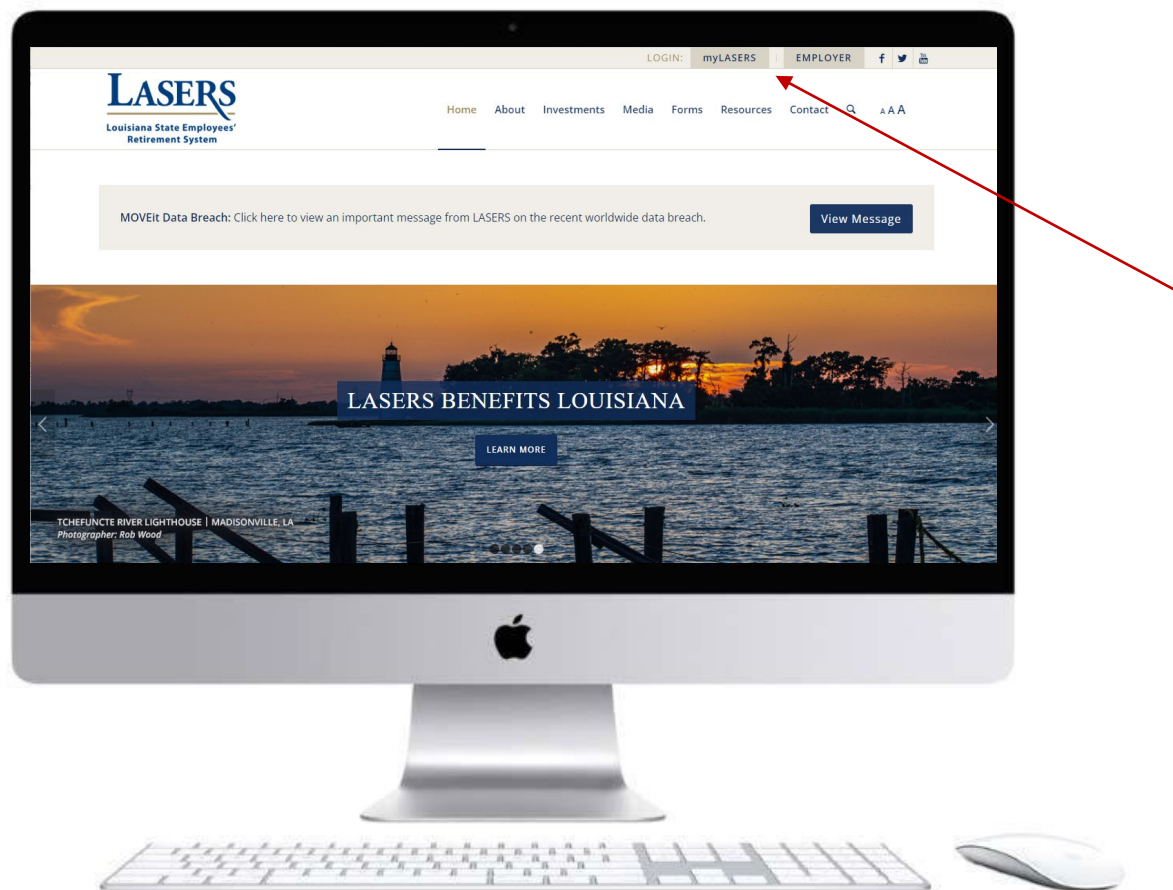 LOGIN: myLASERS EMPLOYER
LASERS
Louisiana State Employees'
Retirement System
Home About Investments Media Forms Resources Contact A A A
MOVEit Data Breach: Click here to view an important message from LASERS on the recent worldwide data breach.
View Message
LASERS BENEFITS LOUISIANA
LEARN MORE
TCHEFUNCTE RIVER LIGHTHOUSE | MADISONVILLE, LA
Photographer: Rob Wood